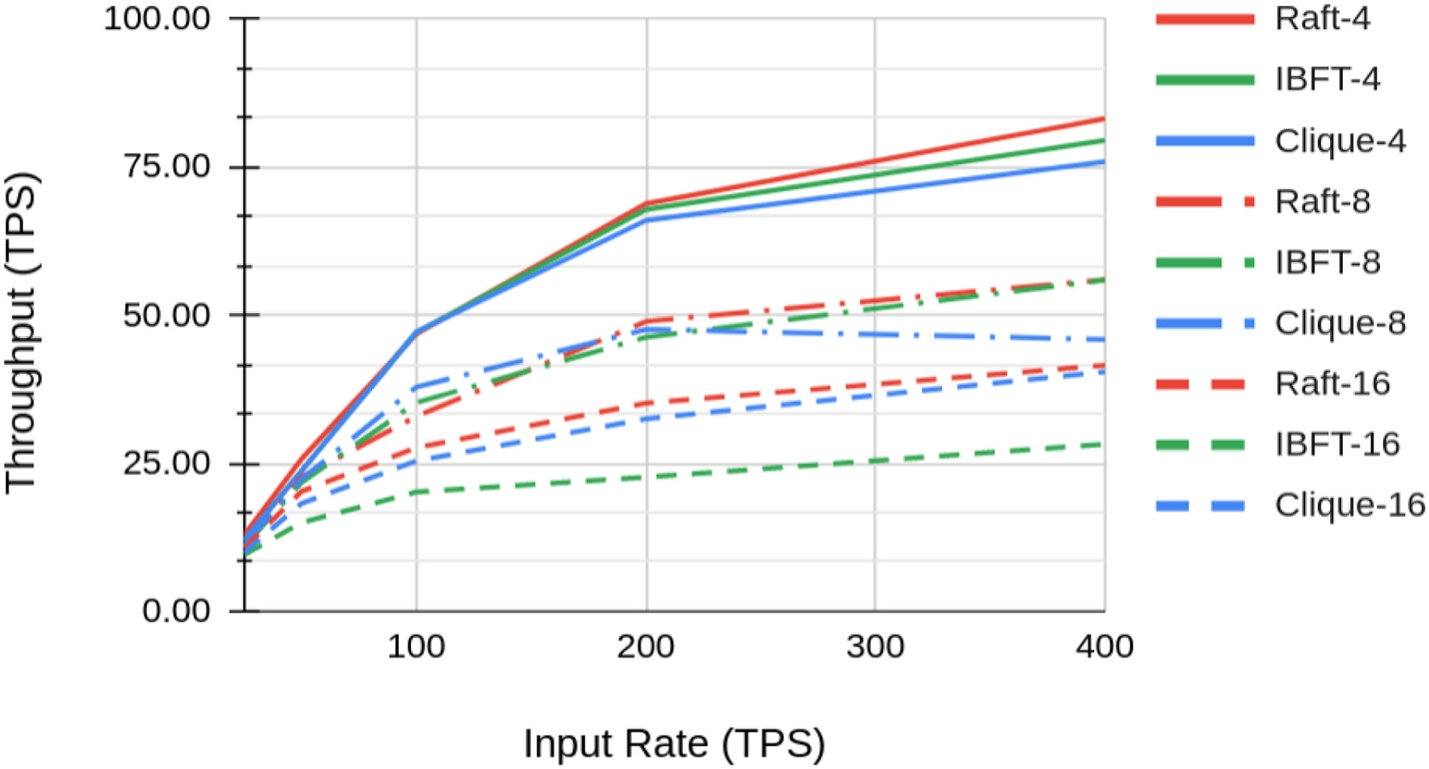 Throughput (TPS)
100.00
75.00
50.00
25.00
0.00
100 200 300 400
Input Rate (TPS)
Raft-4
IBFT-4
Clique-4
Raft-8
IBFT-8
Clique-8
Raft-16
IBFT-16
Clique-16